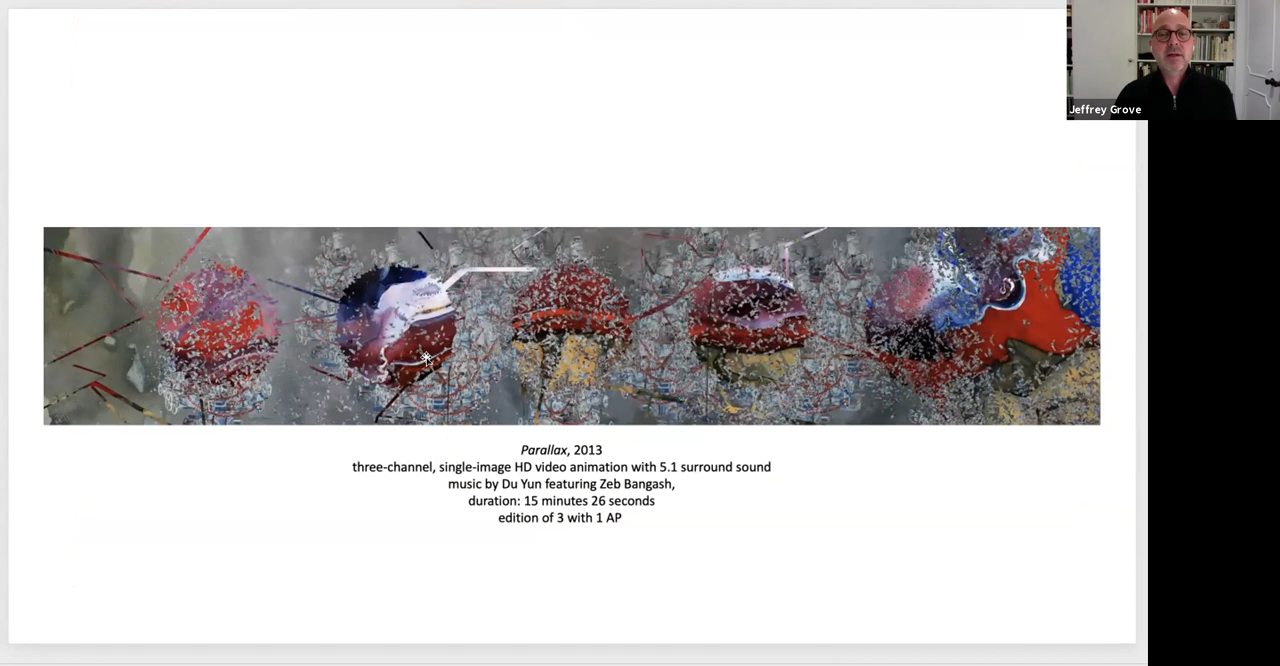 Jeffrey Grove
Parallax, 2013
three-channel, single-image HD video animation with 5.1 surround sound
music by Du Yun featuring Zeb Bangash,
duration: 15 minutes 26 seconds
edition of 3 with 1 AP